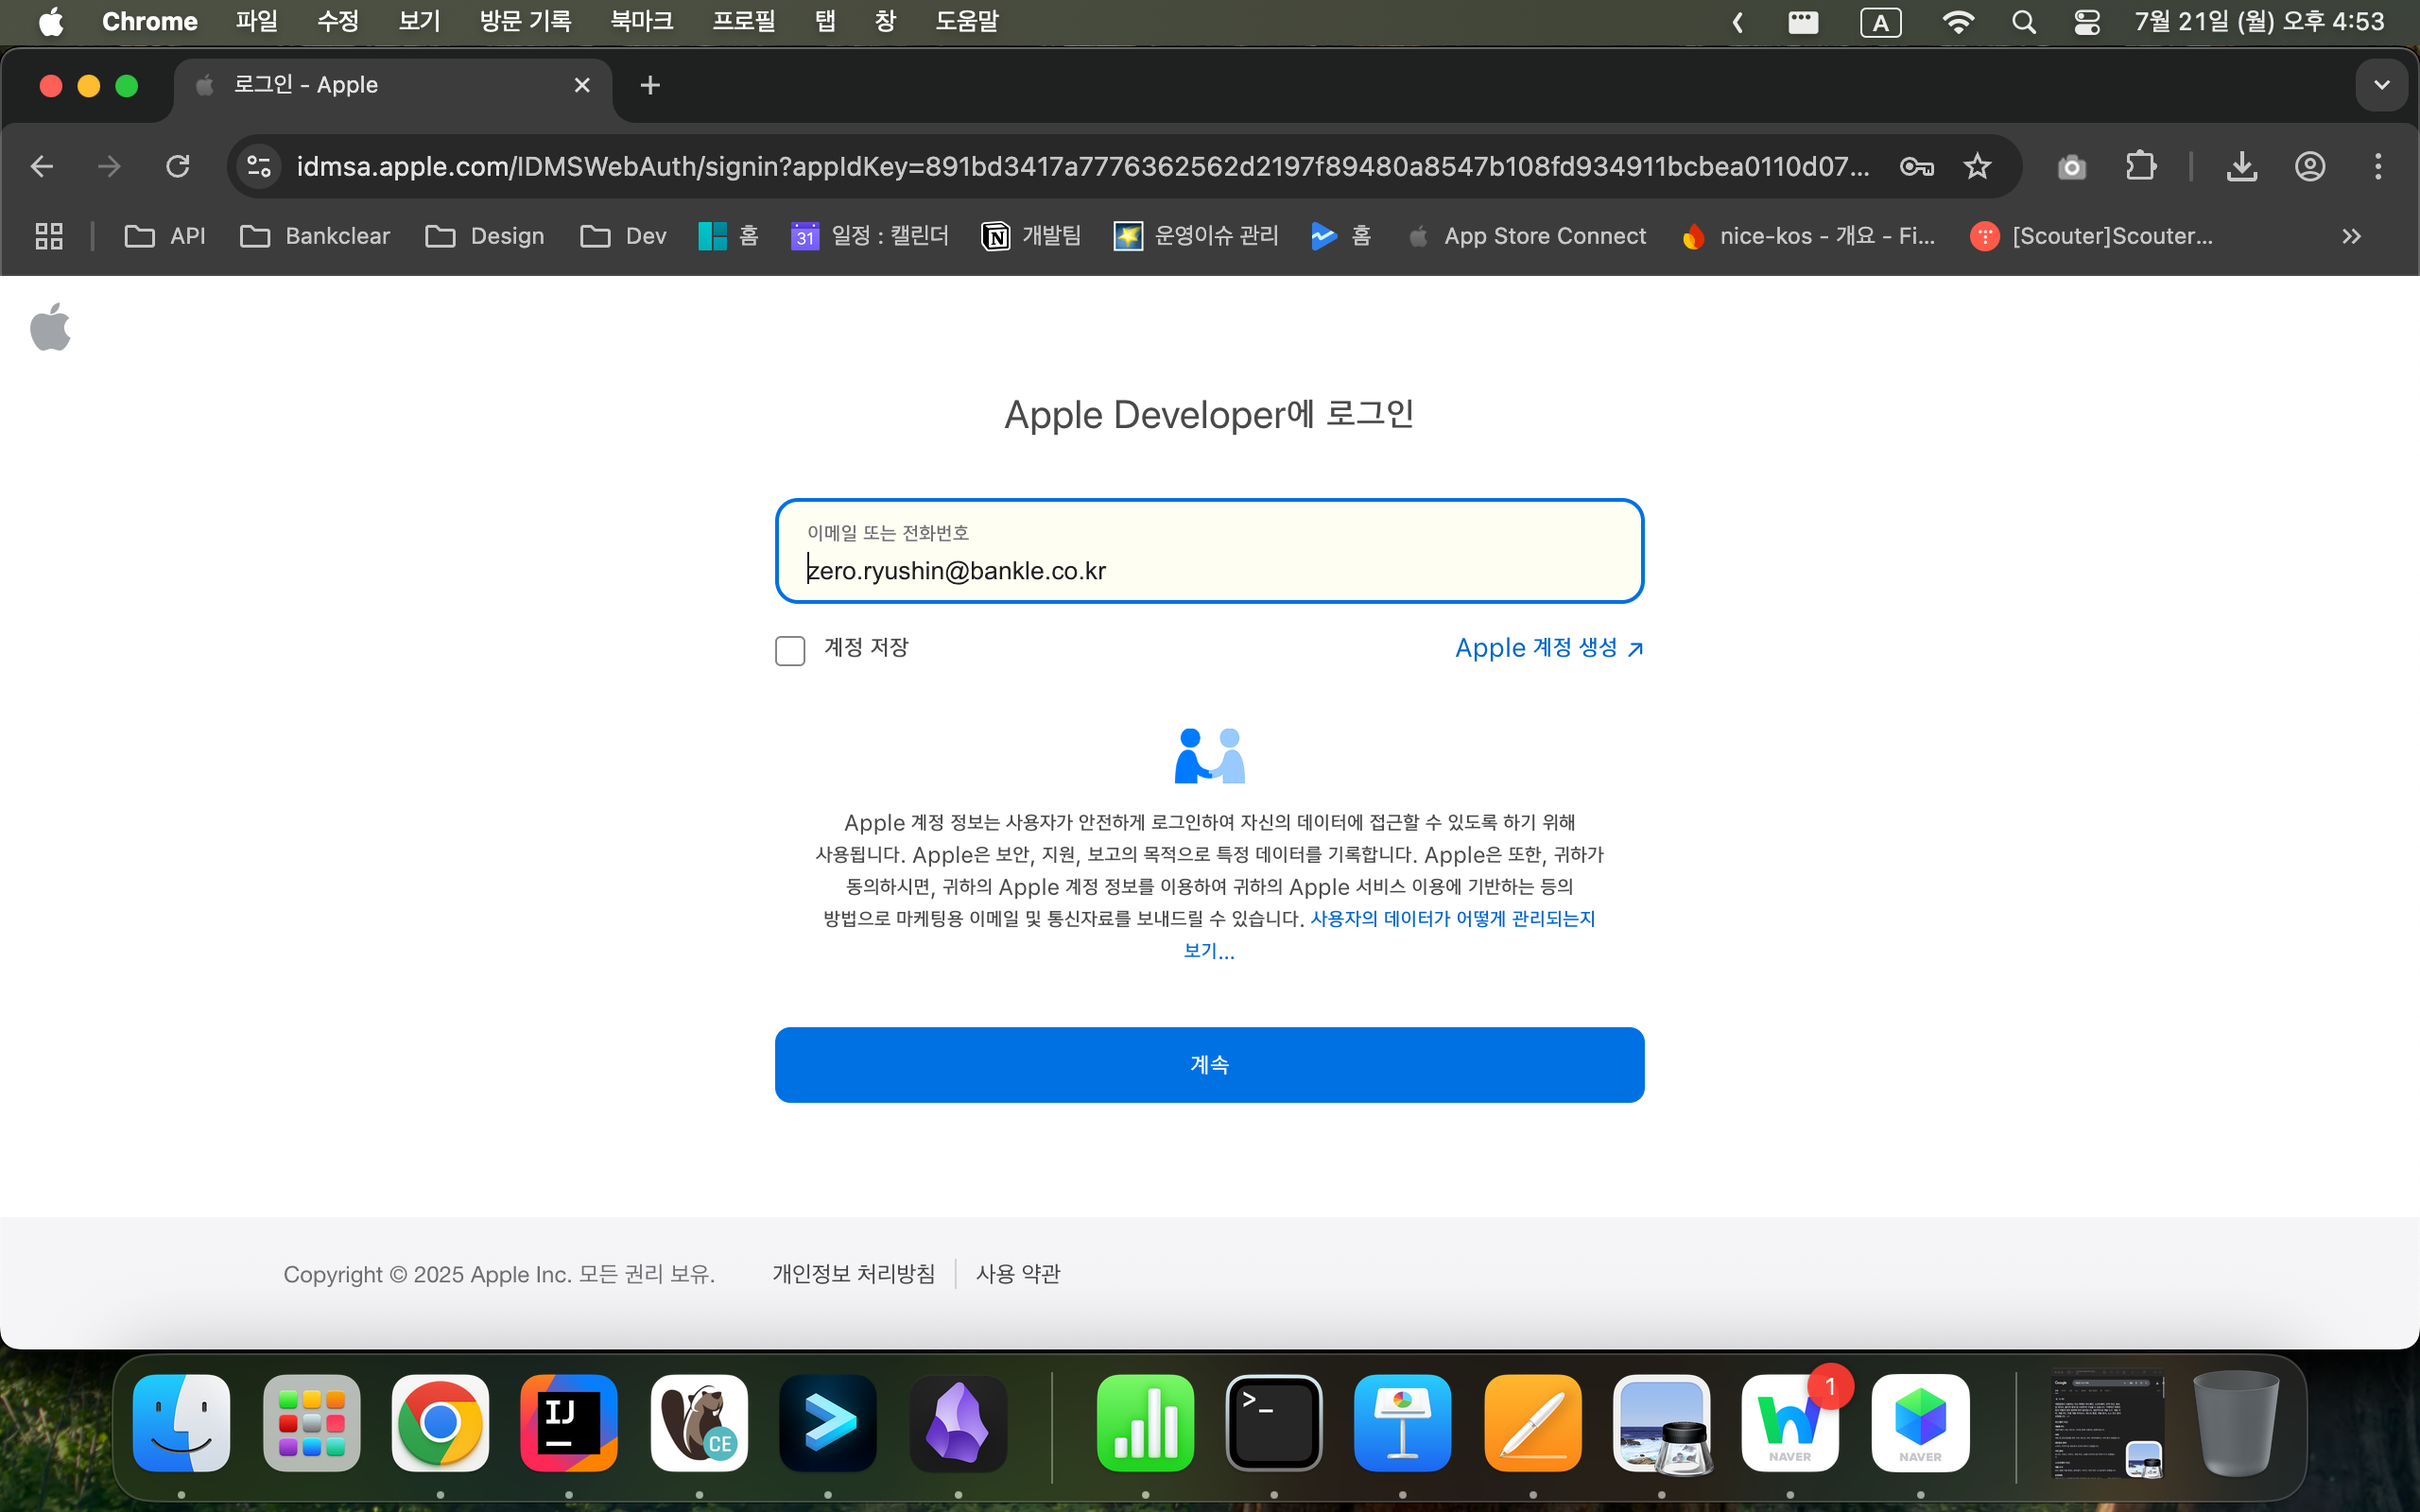 Chrome 파일 수정 보기 방문 기록 북마크 프로필 탭 창 도움말 A 7월 21일 (월) 오후 4:53
로그인 - Apple
idmsa.apple.com/IDMSWebAuth/signin?appIdKey=891bd3417a7776362562d2197f89480a8547b108fd934911bcbea0110d07...
API Bankclear Design Dev 홈 31 일정 : 캘린더 개발팀 운영이슈 관리 홈 App Store Connect nice-kos - 개요 - Fi... [Scouter]Scouter...
Apple Developer에 로그인
이메일 또는 전화번호
zero.ryushin@bankle.co.kr
계정 저장 Apple 계정 생성
Apple 계정 정보는 사용자가 안전하게 로그인하여 자신의 데이터에 접근할 수 있도록 하기 위해
사용됩니다. Apple은 보안, 지원, 보고의 목적으로 특정 데이터를 기록합니다. Apple은 또한, 귀하가
동의하시면, 귀하의 Apple 계정 정보를 이용하여 귀하의 Apple 서비스 이용에 기반하는 등의
방법으로 마케팅용 이메일 및 통신자료를 보내드릴 수 있습니다. 사용자의 데이터가 어떻게 관리되는지
보기...
계속
Copyright © 2025 Apple Inc. 모든 권리 보유. 개인정보 처리방침 사용 약관
IJ CE >_ 1
NAVER NAVER